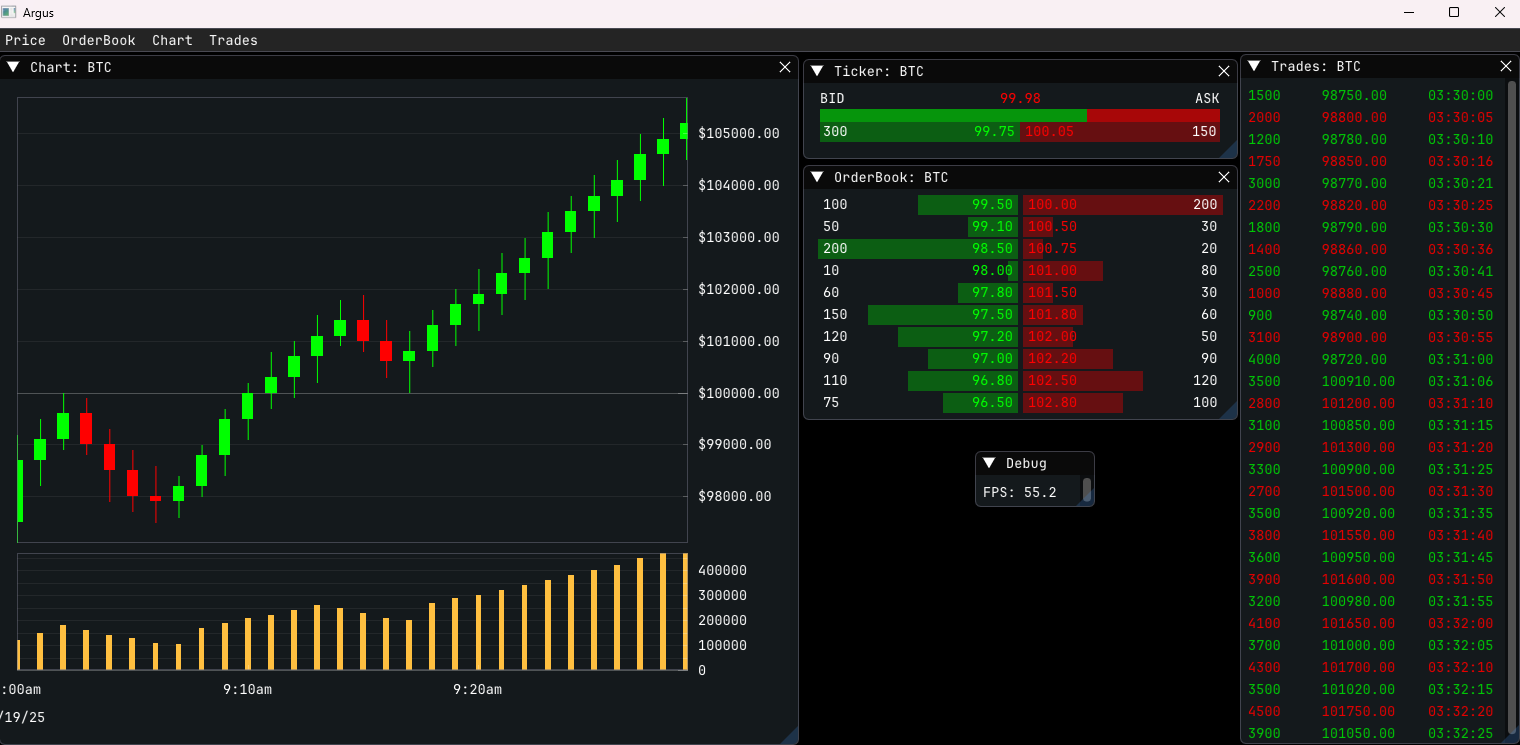 Argus
Price OrderBook Chart Trades
Chart: BTC
$105000.00
$104000.00
$103000.00
$102000.00
$101000.00
$100000.00
$99000.00
$98000.00
400000
300000
200000
100000
0
:00am 9:10am 9:20am
/19/25
Ticker: BTC
BID 99.98 ASK
300 99.75 100.05 150
OrderBook: BTC
100 99.50 100.00 200
50 99.10 100.50 30
200 98.50 100.75 20
10 98.00 101.00 80
60 97.80 101.50 30
150 97.50 101.80 60
120 97.20 102.00 50
90 97.00 102.20 90
110 96.80 102.50 120
75 96.50 102.80 100
Debug
FPS: 55.2
Trades: BTC
1500 98750.00 03:30:00
2000 98800.00 03:30:05
1200 98780.00 03:30:10
1750 98850.00 03:30:16
3000 98770.00 03:30:21
2200 98820.00 03:30:25
1800 98790.00 03:30:30
1400 98860.00 03:30:36
2500 98760.00 03:30:41
1000 98880.00 03:30:45
900 98740.00 03:30:50
3100 98900.00 03:30:55
4000 98720.00 03:31:00
3500 100910.00 03:31:06
2800 101200.00 03:31:10
3100 100850.00 03:31:15
2900 101300.00 03:31:20
3300 100900.00 03:31:25
2700 101500.00 03:31:30
3500 100920.00 03:31:35
3800 101550.00 03:31:40
3600 100950.00 03:31:45
3900 101600.00 03:31:50
3200 100980.00 03:31:55
4100 101650.00 03:32:00
3700 101000.00 03:32:05
4300 101700.00 03:32:10
3500 101020.00 03:32:15
4500 101750.00 03:32:20
3900 101050.00 03:32:25